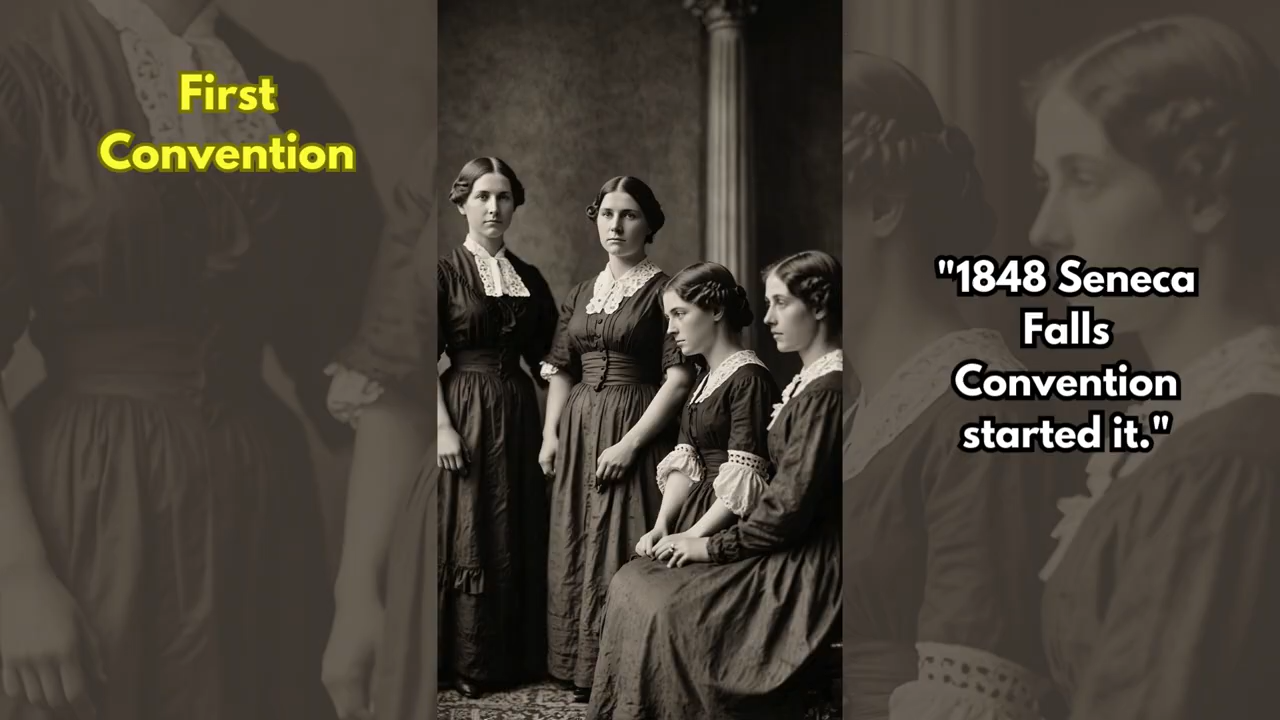 First
Convention
"1848 Seneca
Falls
Convention
started it."